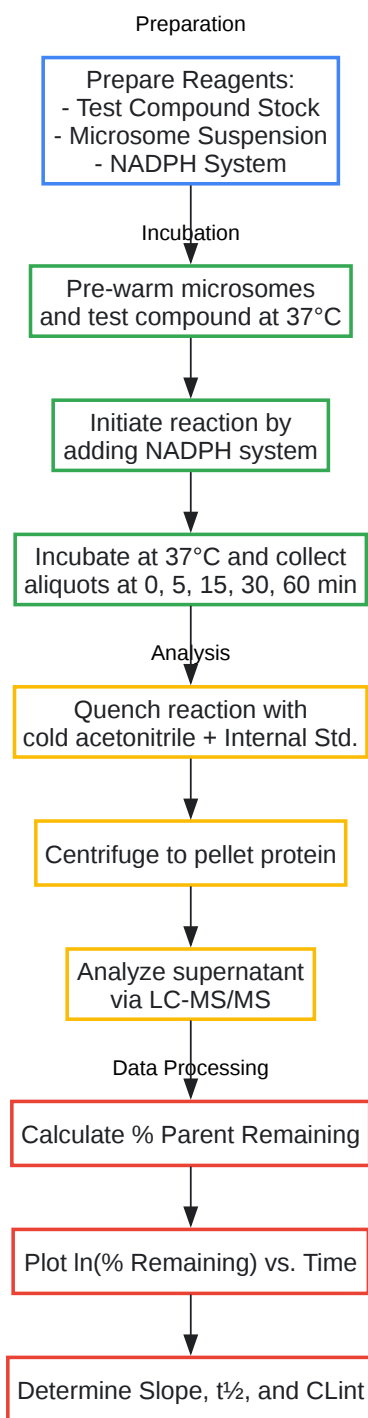 Preparation
Prepare Reagents:
- Test Compound Stock
- Microsome Suspension
- NADPH System
Incubation
Pre-warm microsomes
and test compound at 37°C
Initiate reaction by
adding NADPH system
Incubate at 37°C and collect
aliquots at 0, 5, 15, 30, 60 min
Analysis
Quench reaction with
cold acetonitrile + Internal Std.
Centrifuge to pellet protein
Analyze supernatant
via LC-MS/MS
Data Processing
Calculate % Parent Remaining
Plot ln(% Remaining) vs. Time
Determine Slope, t½, and CLint